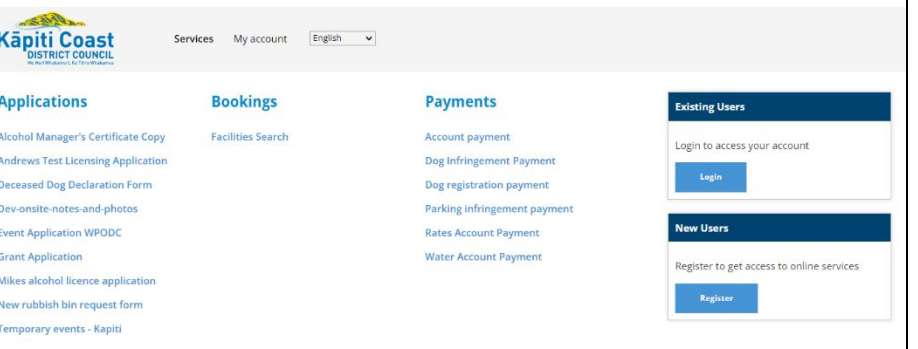 Kāpiti Coast
DISTRICT COUNCIL
Services
My account
English
Applications
Alcohol Manager's Certificate Copy
Andrews Test Licensing Application
Deceased Dog Declaration Form
Dev-onsite-notes-and-photos
Event Application WPODC
Grant Application
Mikes alcohol licence application
New rubbish bin request form
Temporary events - Kapiti
Bookings
Facilities Search
Payments
Account payment
Dog Infringement Payment
Dog registration payment
Parking infringement payment
Rates Account Payment
Water Account Payment
Existing Users
Login to access your account
Login
New Users
Register to get access to online services
Register